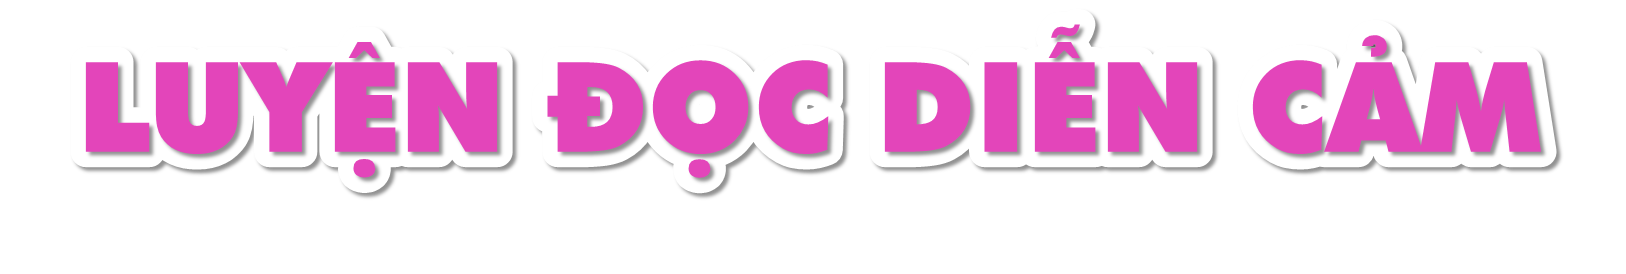 LUYỆN ĐỌC DIỄN CẢM